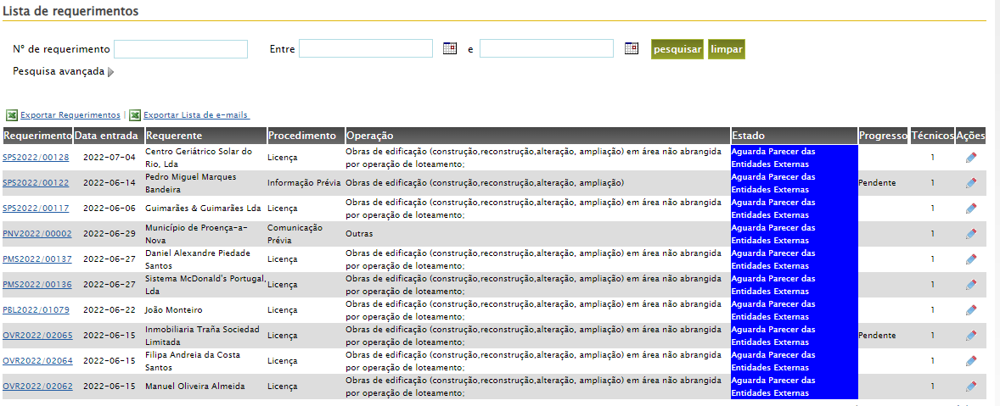 Lista de requerimentos
Nº de requerimento Entre e pesquisar limpar
Pesquisa avançada
Exportar Requerimentos | Exportar Lista de e-mails
Requerimento Data entrada Requerente Procedimento Operação Estado Progresso Técnicos Ações
SPS2022/00128 2022-07-04 Centro Geriátrico Solar do Rio, Lda Licença Obras de edificação (construção,reconstrução,alteração, ampliação) em área não abrangida por operação de loteamento; Aguarda Parecer das Entidades Externas 1
SPS2022/00122 2022-06-14 Pedro Miguel Marques Bandeira Informação Prévia Obras de edificação (construção,reconstrução,alteração, ampliação) Aguarda Parecer das Entidades Externas Pendente 1
SPS2022/00117 2022-06-06 Guimarães & Guimarães Lda Licença Obras de edificação (construção,reconstrução,alteração, ampliação) em área não abrangida por operação de loteamento; Aguarda Parecer das Entidades Externas 1
PNV2022/00002 2022-06-29 Município de Proença-a-Nova Comunicação Prévia Outras Aguarda Parecer das Entidades Externas 1
PMS2022/00137 2022-06-27 Daniel Alexandre Piedade Santos Licença Obras de edificação (construção,reconstrução,alteração, ampliação) em área não abrangida por operação de loteamento; Aguarda Parecer das Entidades Externas 1
PMS2022/00136 2022-06-27 Sistema McDonald's Portugal, Lda Licença Obras de edificação (construção,reconstrução,alteração, ampliação) em área não abrangida por operação de loteamento; Aguarda Parecer das Entidades Externas 1
PBL2022/01079 2022-06-22 João Monteiro Licença Obras de edificação (construção,reconstrução,alteração, ampliação) em área não abrangida por operação de loteamento; Aguarda Parecer das Entidades Externas 1
OVR2022/02065 2022-06-15 Inmobiliaria Traña Sociedad Limitada Licença Obras de edificação (construção,reconstrução,alteração, ampliação) em área não abrangida por operação de loteamento; Aguarda Parecer das Entidades Externas Pendente 1
OVR2022/02064 2022-06-15 Filipa Andreia da Costa Santos Licença Obras de edificação (construção,reconstrução,alteração, ampliação) em área não abrangida por operação de loteamento; Aguarda Parecer das Entidades Externas 1
OVR2022/02062 2022-06-15 Manuel Oliveira Almeida Licença Obras de edificação (construção,reconstrução,alteração, ampliação) em área não abrangida por operação de loteamento; Aguarda Parecer das Entidades Externas 1